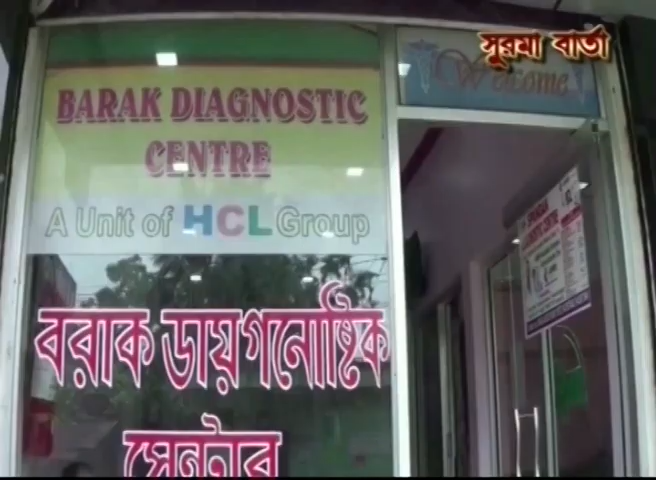 সুরমা বার্তা
Welcome
BARAK DIAGNOSTIC
CENTRE
A Unit of HCL Group
বরাক ডায়গনোষ্টিক
সেন্টার